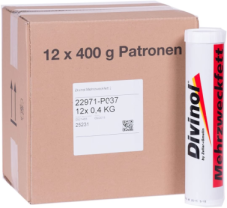 12 x 400 g Patronen
22971-P037
12x 0.4 KG
Divinol
Mehrzweckfett